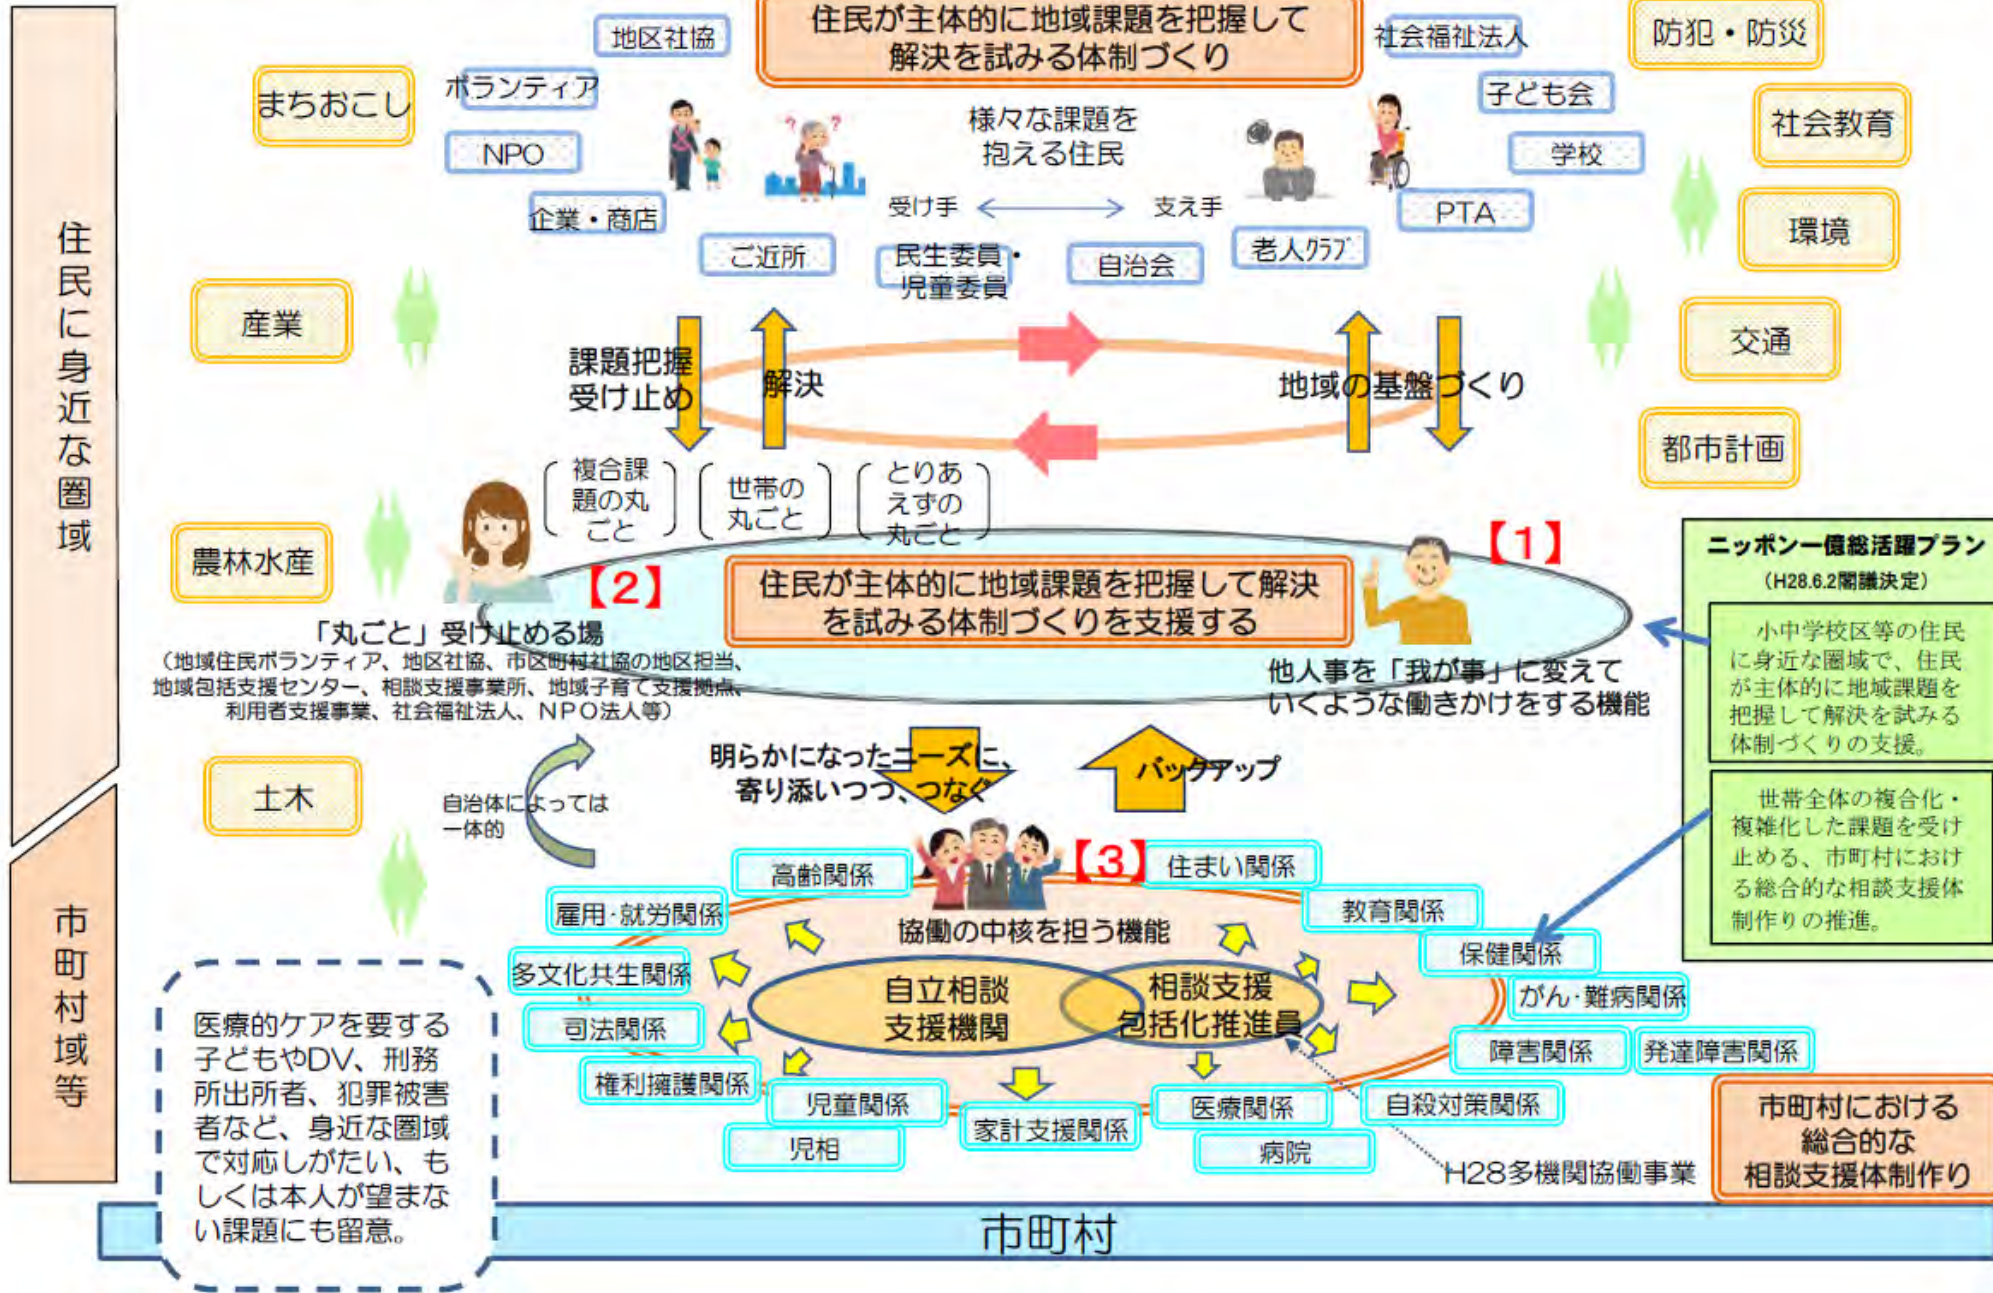 住民が主体的に地域課題を把握して
解決を試みる体制づくり
地区社協
社会福祉法人
防犯・防災
まちおこし
ボランティア
子ども会
社会教育
NPO
様々な課題を
抱える住民
学校
企業・商店
受け手
支え手
PTA
環境
ご近所
民生委員・
児童委員
自治会
老人クラブ
住民に身近な圏域
産業
交通
課題把握
受け止め
解決
地域の基盤づくり
都市計画
複合課
題の丸
ごと
世帯の
丸ごと
とりあ
えずの
丸ごと
農林水産
【2】
住民が主体的に地域課題を把握して解決
を試みる体制づくりを支援する
【1】
ニッポン一億総活躍プラン
(H28.6.2閣議決定)
小中学校区等の住民
に身近な圏域で、住民
が主体的に地域課題を
把握して解決を試みる
体制づくりの支援。
世帯全体の複合化・
複雑化した課題を受け
止める、市町村におけ
る総合的な相談支援体
制作りの推進。
「丸ごと」受け止める場
(地域住民ボランティア、地区社協、市区町村社協の地区担当、
地域包括支援センター、相談支援事業所、地域子育て支援拠点、
利用者支援事業、社会福祉法人、NPO法人等)
他人事を「我が事」に変えて
いくような働きかけをする機能
土木
自治体によっては
一体的
明らかになったニーズに、
寄り添いつつ、つなぐ
バックアップ
市町村域等
【3】
高齢関係
住まい関係
雇用・就労関係
教育関係
協働の中核を担う機能
多文化共生関係
保健関係
自立相談
支援機関
相談支援
包括化推進員
がん・難病関係
司法関係
障害関係
発達障害関係
権利擁護関係
児童関係
家計支援関係
医療関係
自殺対策関係
児相
病院
H28多機関協働事業
市町村における
総合的な
相談支援体制作り
医療的ケアを要する
子どもやDV、刑務
所出所者、犯罪被害
者など、身近な圏域
で対応しがたい、も
しくは本人が望まな
い課題にも留意。
市町村